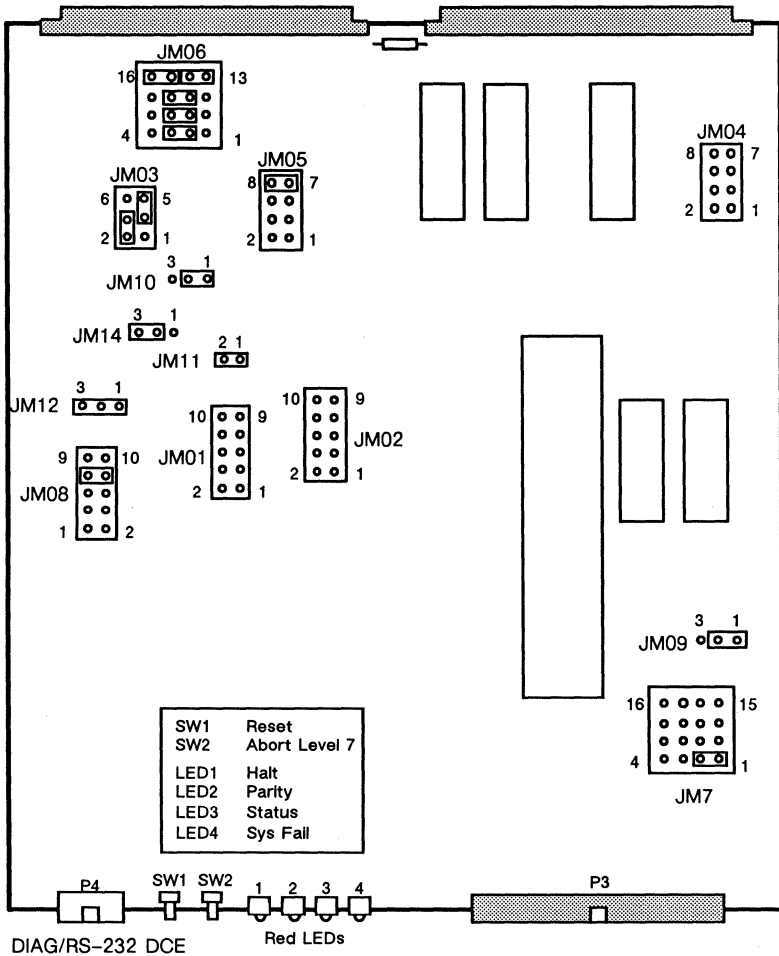 JM06
16 13
4 1
JM04
8 7
2 1
JM05
8 7
2 1
JM03
6 5
2 1
3 1
JM10
3 1
JM14
2 1
JM11
3 1
JM12
10 9
JM02
2 1
10 9
JM01
2 1
9 10
JM08
1 2
3 1
JM09
16 15
4 1
JM7
SW1 Reset
SW2 Abort Level 7
LED1 Halt
LED2 Parity
LED3 Status
LED4 Sys Fail
P4 SW1 SW2 1 2 3 4 P3
DIAG/RS-232 DCE
Red LEDs